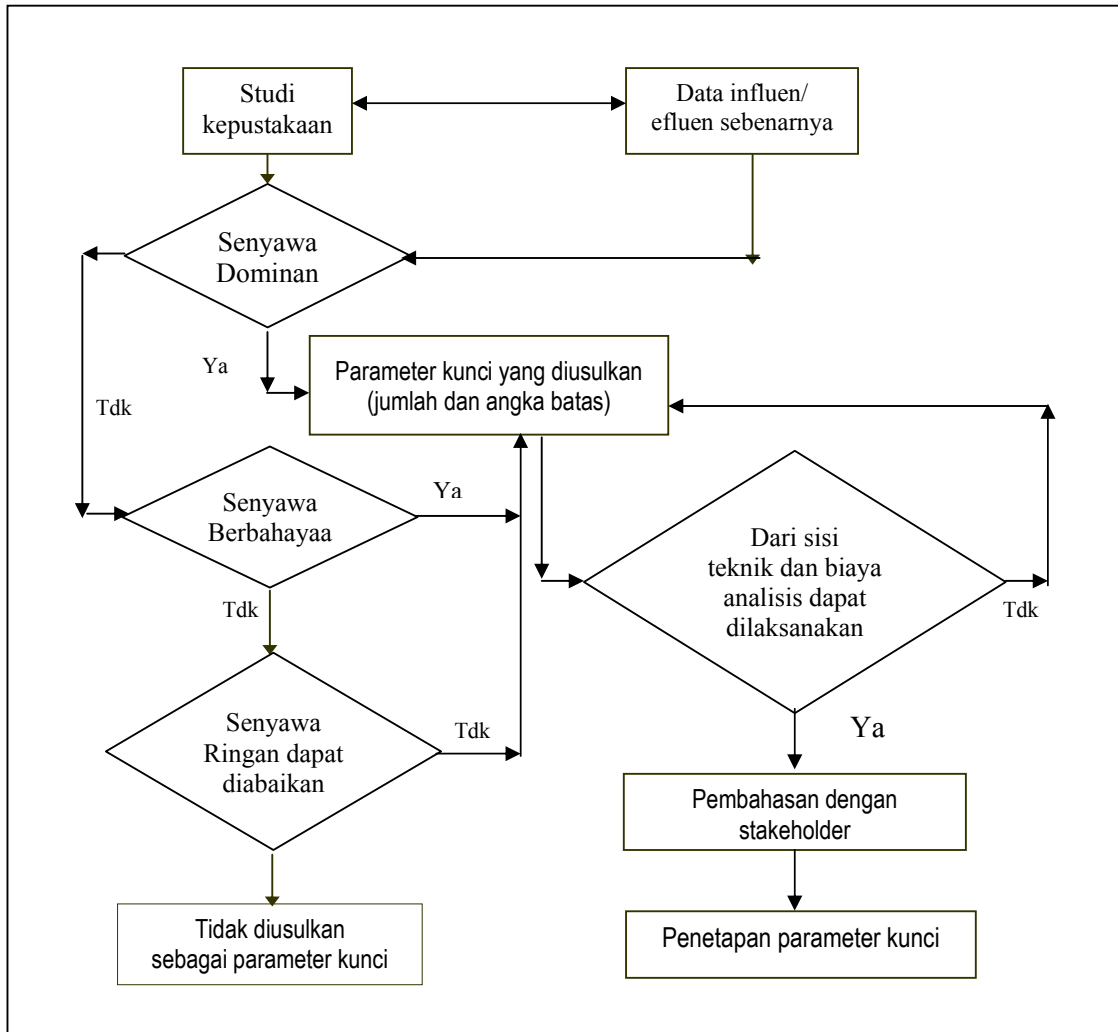 Studi
kepustakaan
Data influen/
efluen sebenarnya
Senyawa
Dominan
Ya
Tdk
Parameter kunci yang diusulkan
(jumlah dan angka batas)
Senyawa
Berbahayaa
Ya
Tdk
Dari sisi
teknik dan biaya
analisis dapat
dilaksanakan
Tdk
Ya
Senyawa
Ringan dapat
diabaikan
Tdk
Pembahasan dengan
stakeholder
Tidak diusulkan
sebagai parameter kunci
Penetapan parameter kunci